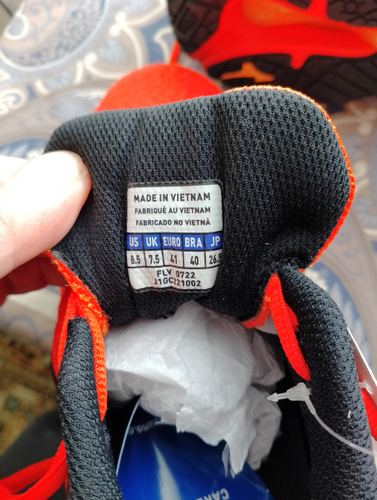 MADE IN VIETNAM
FABRIQUÉ AU VIETNAM
FABRICADO NO VIETNÃ
US UK EURO BRA JP
8.5 7.5 41 40 26.5
FLV 0722
J1GC221002